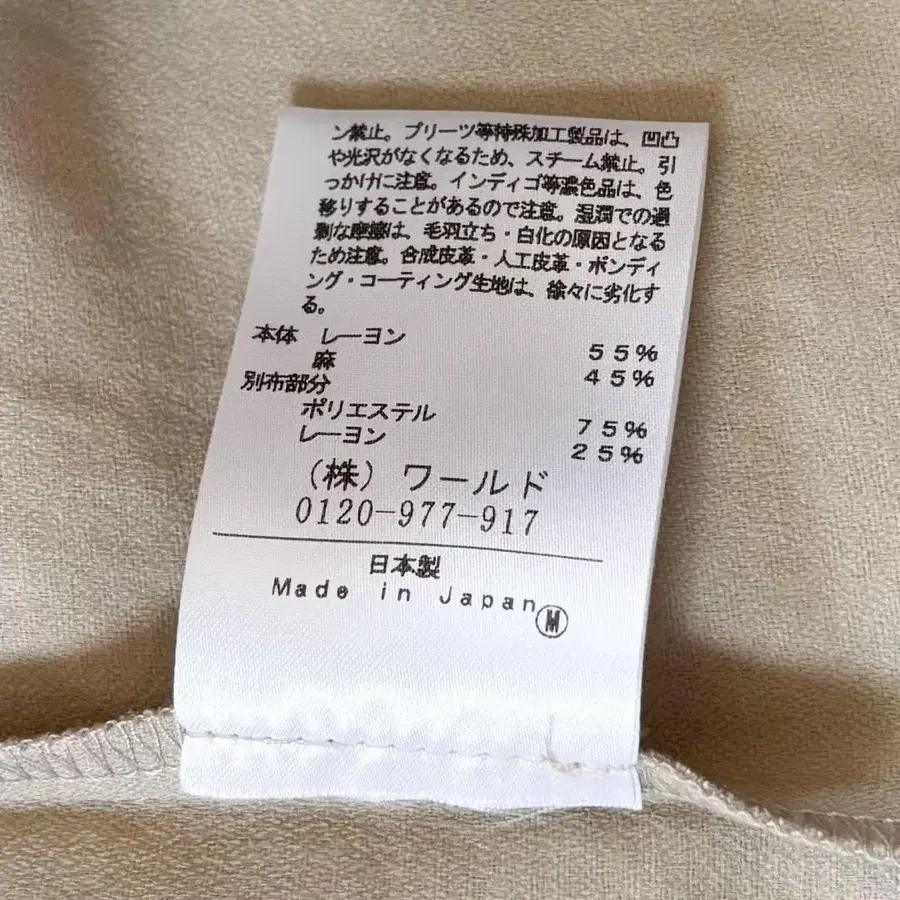 ン禁止。プリーツ等特殊加工製品は、凹凸
や光沢がなくなるため、スチーム禁止。引
っかけに注意。インディゴ等濃色品は、色
移りすることがあるので注意。湿潤での過
剰な摩擦は、毛羽立ち・白化の原因となる
ため注意。合成皮革・人工皮革・ボンディ
ング・コーティング生地は、徐々に劣化す
る。
本体 レーヨン 55%
麻 45%
別布部分
ポリエステル 75%
レーヨン 25%
(株) ワールド
0120-977-917
日本製
Made in Japan Ⓜ